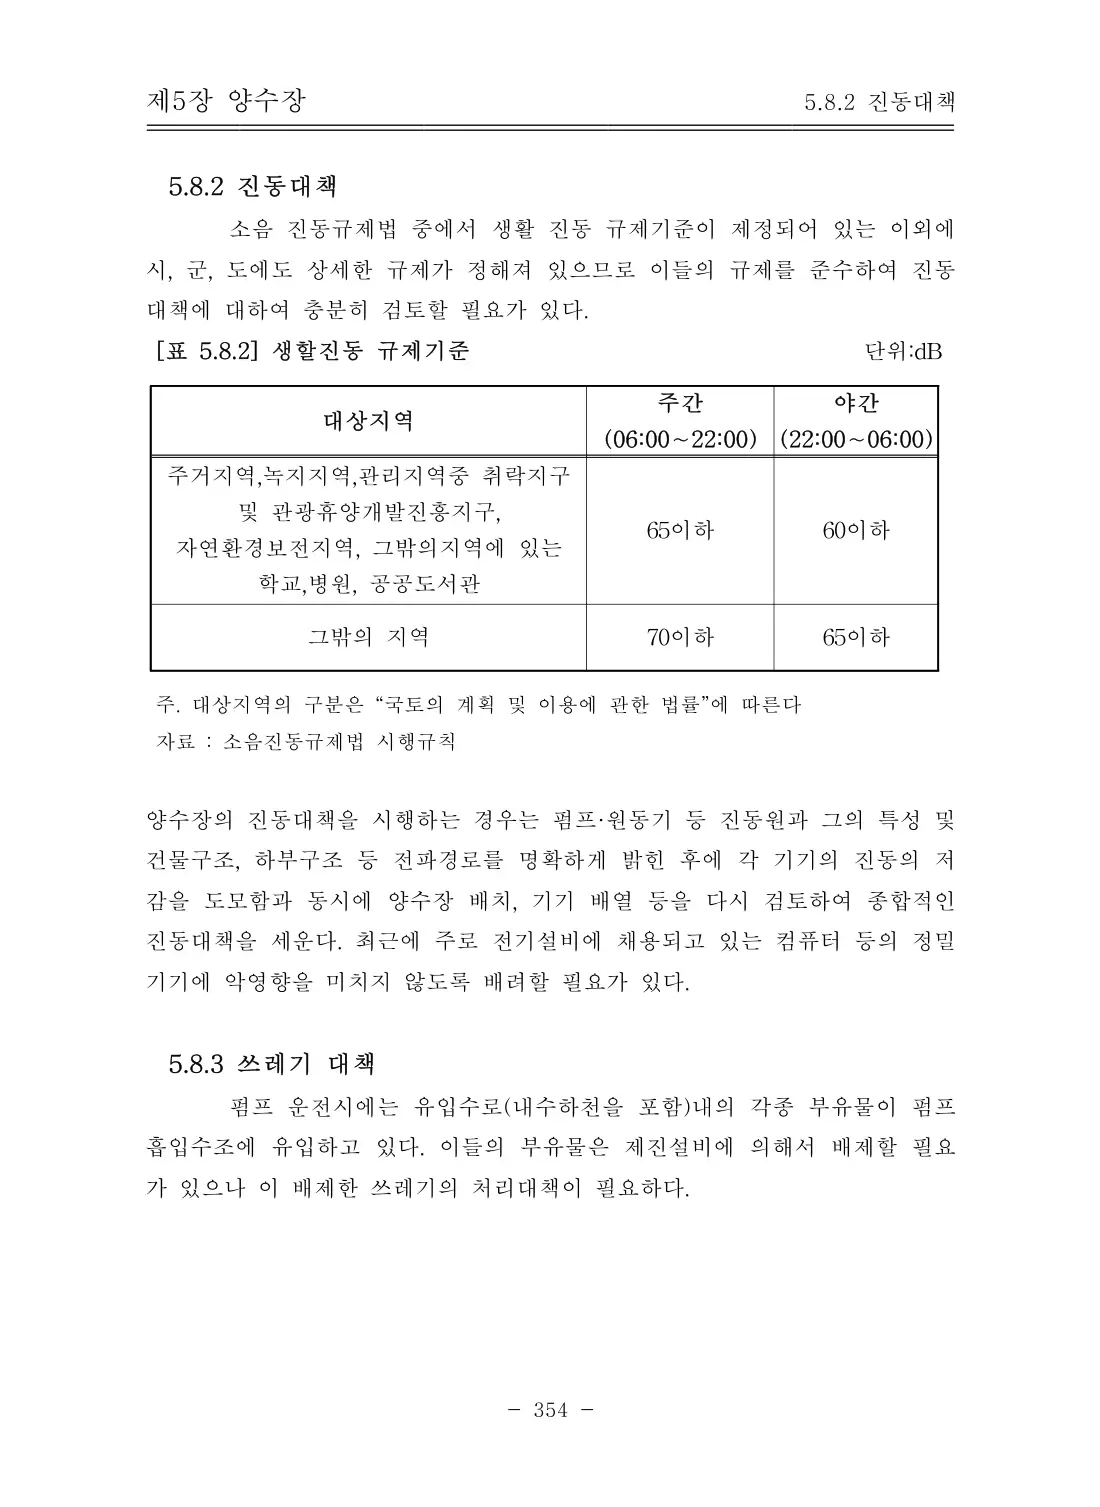 제5장 양수장
5.8.2 진동대책
5.8.2 진동대책
소음 진동규제법 중에서 생활 진동 규제기준이 제정되어 있는 이외에
시, 군, 도에도 상세한 규제가 정해져 있으므로 이들의 규제를 준수하여 진동
대책에 대하여 충분히 검토할 필요가 있다.
[표 5.8.2] 생할진동 규제기준 단위:dB
대상지역
주간
(06:00~22:00)
야간
(22:00~06:00)
주거지역,녹지지역,관리지역중 취락지구
및 관광휴양개발진흥지구,
자연환경보전지역, 그밖의지역에 있는
학교,병원, 공공도서관
65이하
60이하
그밖의 지역
70이하
65이하
주. 대상지역의 구분은 “국토의 계획 및 이용에 관한 법률”에 따른다
자료 : 소음진동규제법 시행규칙
양수장의 진동대책을 시행하는 경우는 펌프·원동기 등 진동원과 그의 특성 및
건물구조, 하부구조 등 전파경로를 명확하게 밝힌 후에 각 기기의 진동의 저
감을 도모함과 동시에 양수장 배치, 기기 배열 등을 다시 검토하여 종합적인
진동대책을 세운다. 최근에 주로 전기설비에 채용되고 있는 컴퓨터 등의 정밀
기기에 악영향을 미치지 않도록 배려할 필요가 있다.
5.8.3 쓰레기 대책
펌프 운전시에는 유입수로(내수하천을 포함)내의 각종 부유물이 펌프
흡입수조에 유입하고 있다. 이들의 부유물은 제진설비에 의해서 배제할 필요
가 있으나 이 배제한 쓰레기의 처리대책이 필요하다.
- 354 -